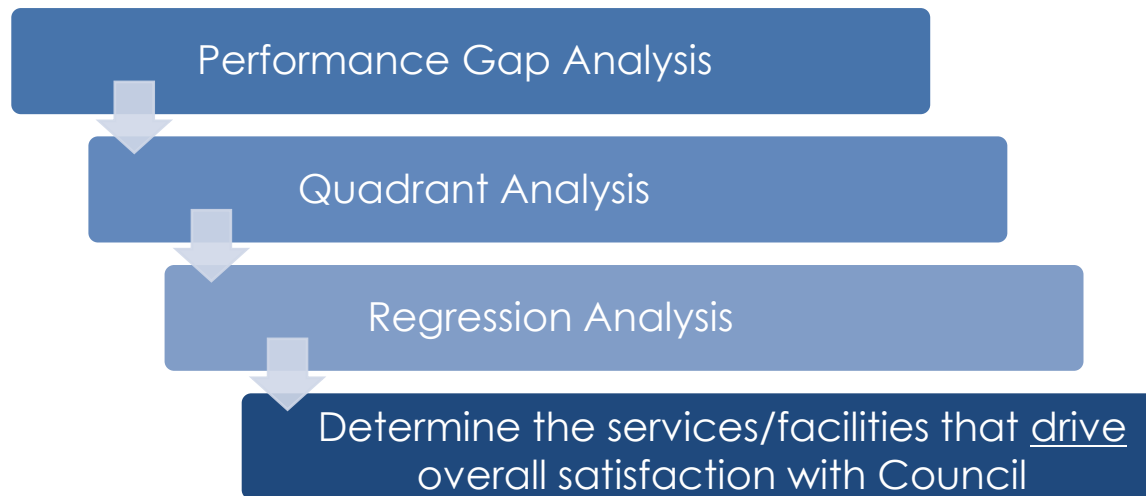 Performance Gap Analysis
Quadrant Analysis
Regression Analysis
Determine the services/facilities that drive
overall satisfaction with Council